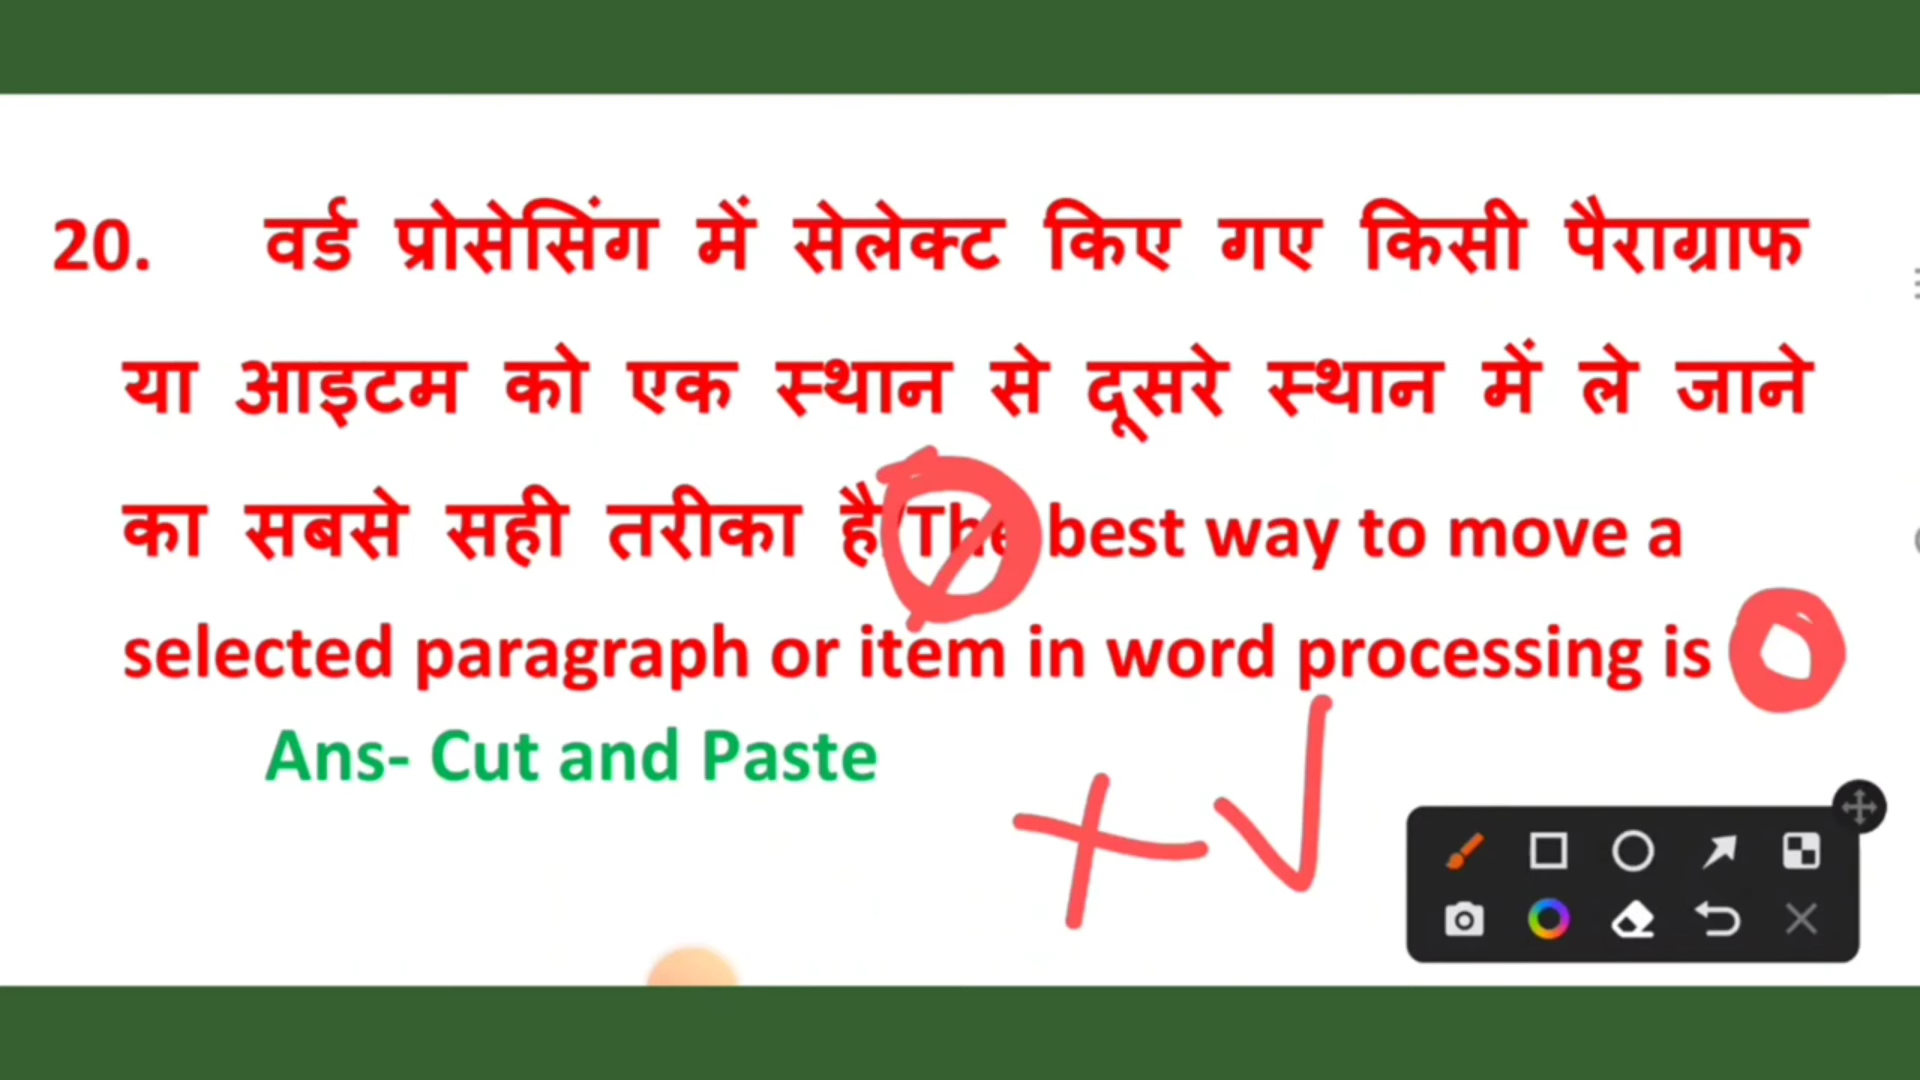 20. वर्ड प्रोसेसिंग में सेलेक्ट किए गए किसी पैराग्राफ
या आइटम को एक स्थान से दूसरे स्थान में ले जाने
का सबसे सही तरीका है The best way to move a
selected paragraph or item in word processing is
Ans- Cut and Paste